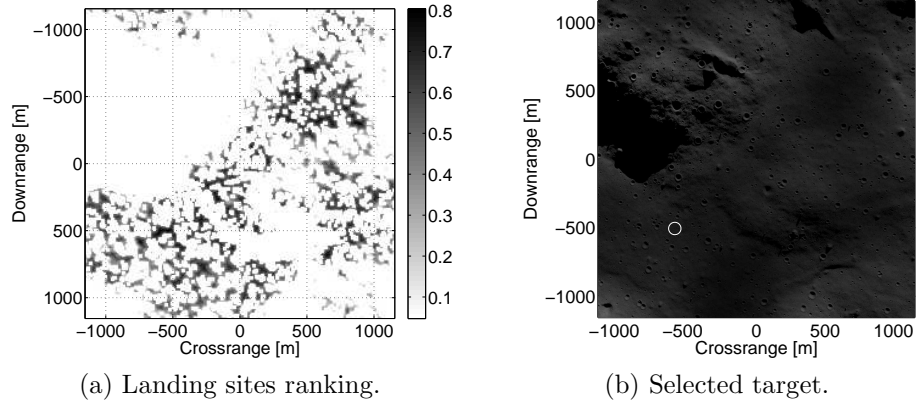 −1000
−500
0
500
1000
Downrange [m]
−1000 −500 0 500 1000
Crossrange [m]
0.8
0.7
0.6
0.5
0.4
0.3
0.2
0.1
(a) Landing sites ranking.
1000
500
0
−500
−1000
Downrange [m]
−1000 −500 0 500 1000
Crossrange [m]
(b) Selected target.